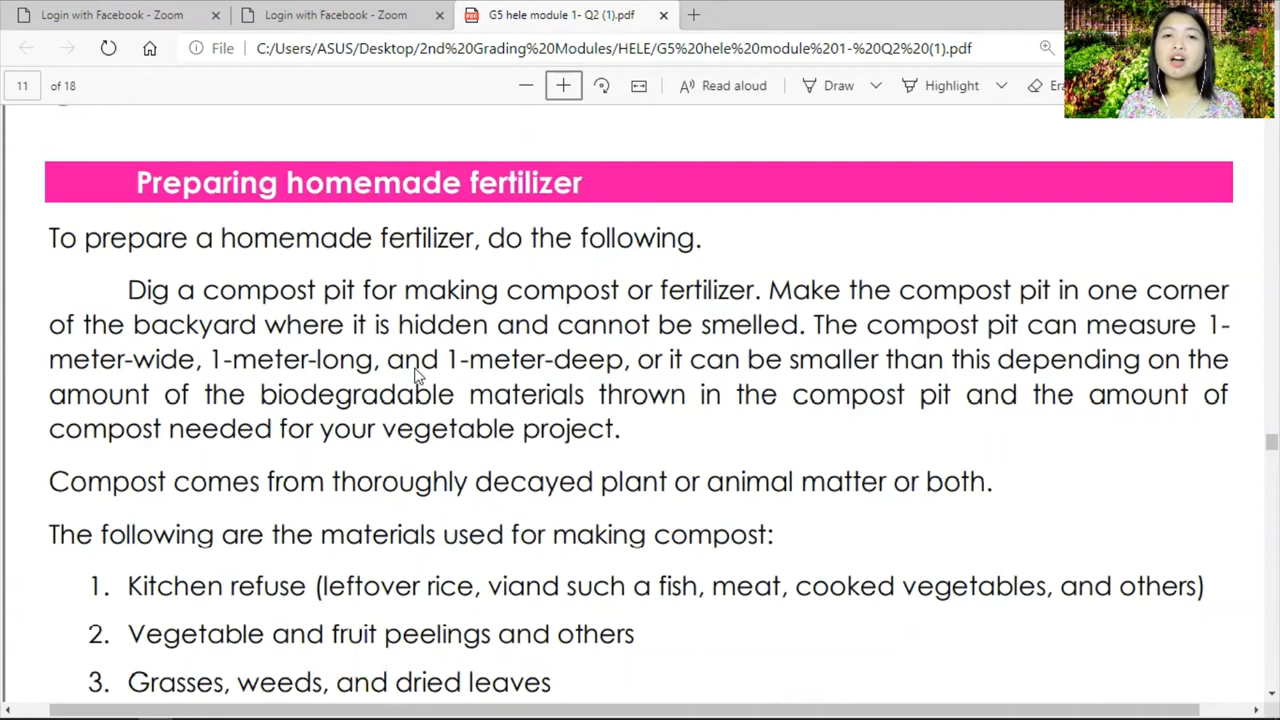 Login with Facebook - Zoom
Login with Facebook - Zoom
G5 hele module 1- Q2 (1).pdf
File
C:/Users/ASUS/Desktop/2nd%20Grading%20Modules/HELE/G5%20hele%20module%201-%20Q2%20(1).pdf
11 of 18
Read aloud
Draw
Highlight
Preparing homemade fertilizer
To prepare a homemade fertilizer, do the following.
Dig a compost pit for making compost or fertilizer. Make the compost pit in one corner
of the backyard where it is hidden and cannot be smelled. The compost pit can measure 1-
meter-wide, 1-meter-long, and 1-meter-deep, or it can be smaller than this depending on the
amount of the biodegradable materials thrown in the compost pit and the amount of
compost needed for your vegetable project.
Compost comes from thoroughly decayed plant or animal matter or both.
The following are the materials used for making compost:
1. Kitchen refuse (leftover rice, viand such a fish, meat, cooked vegetables, and others)
2. Vegetable and fruit peelings and others
3. Grasses, weeds, and dried leaves